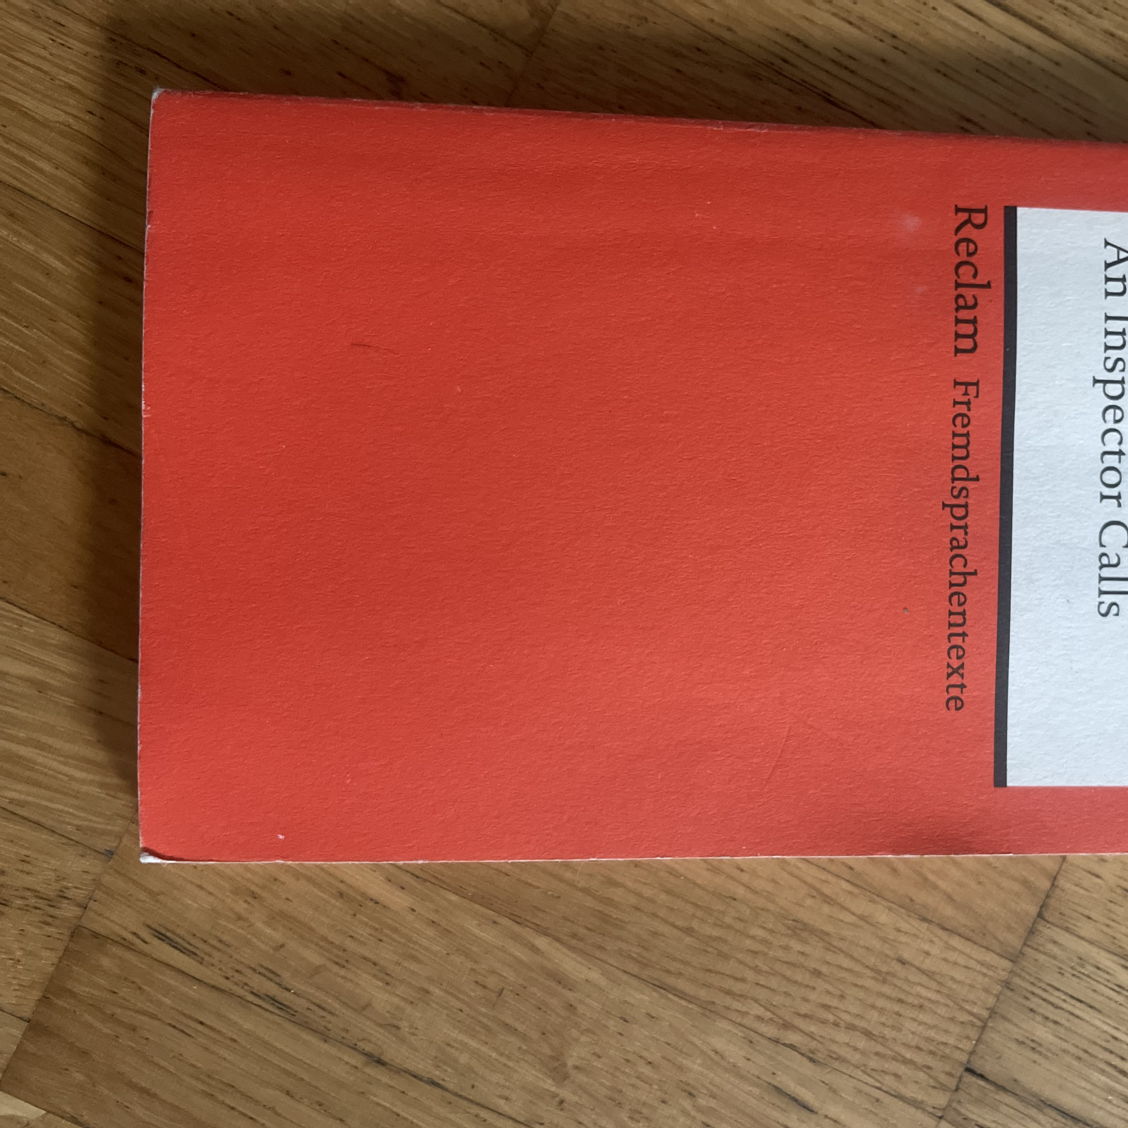 An Inspector Calls
Reclam Fremdsprachentexte